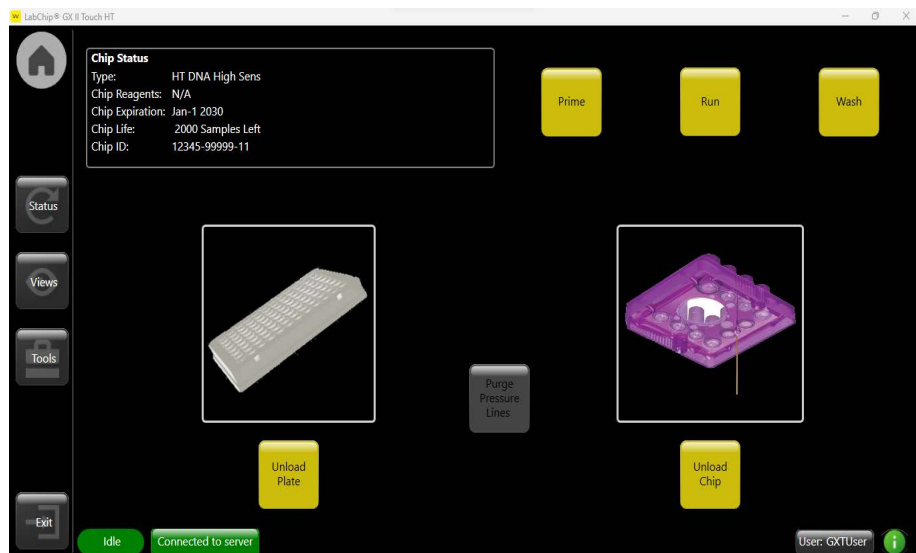 LabChip® GX II Touch HT
Chip Status
Type: HT DNA High Sens
Chip Reagents: N/A
Chip Expiration: Jan-1 2030
Chip Life: 2000 Samples Left
Chip ID: 12345-99999-11
Prime
Run
Wash
Status
Views
Tools
Purge
Pressure
Lines
Unload
Plate
Unload
Chip
Exit
Idle
Connected to server
User: GXTUser
i